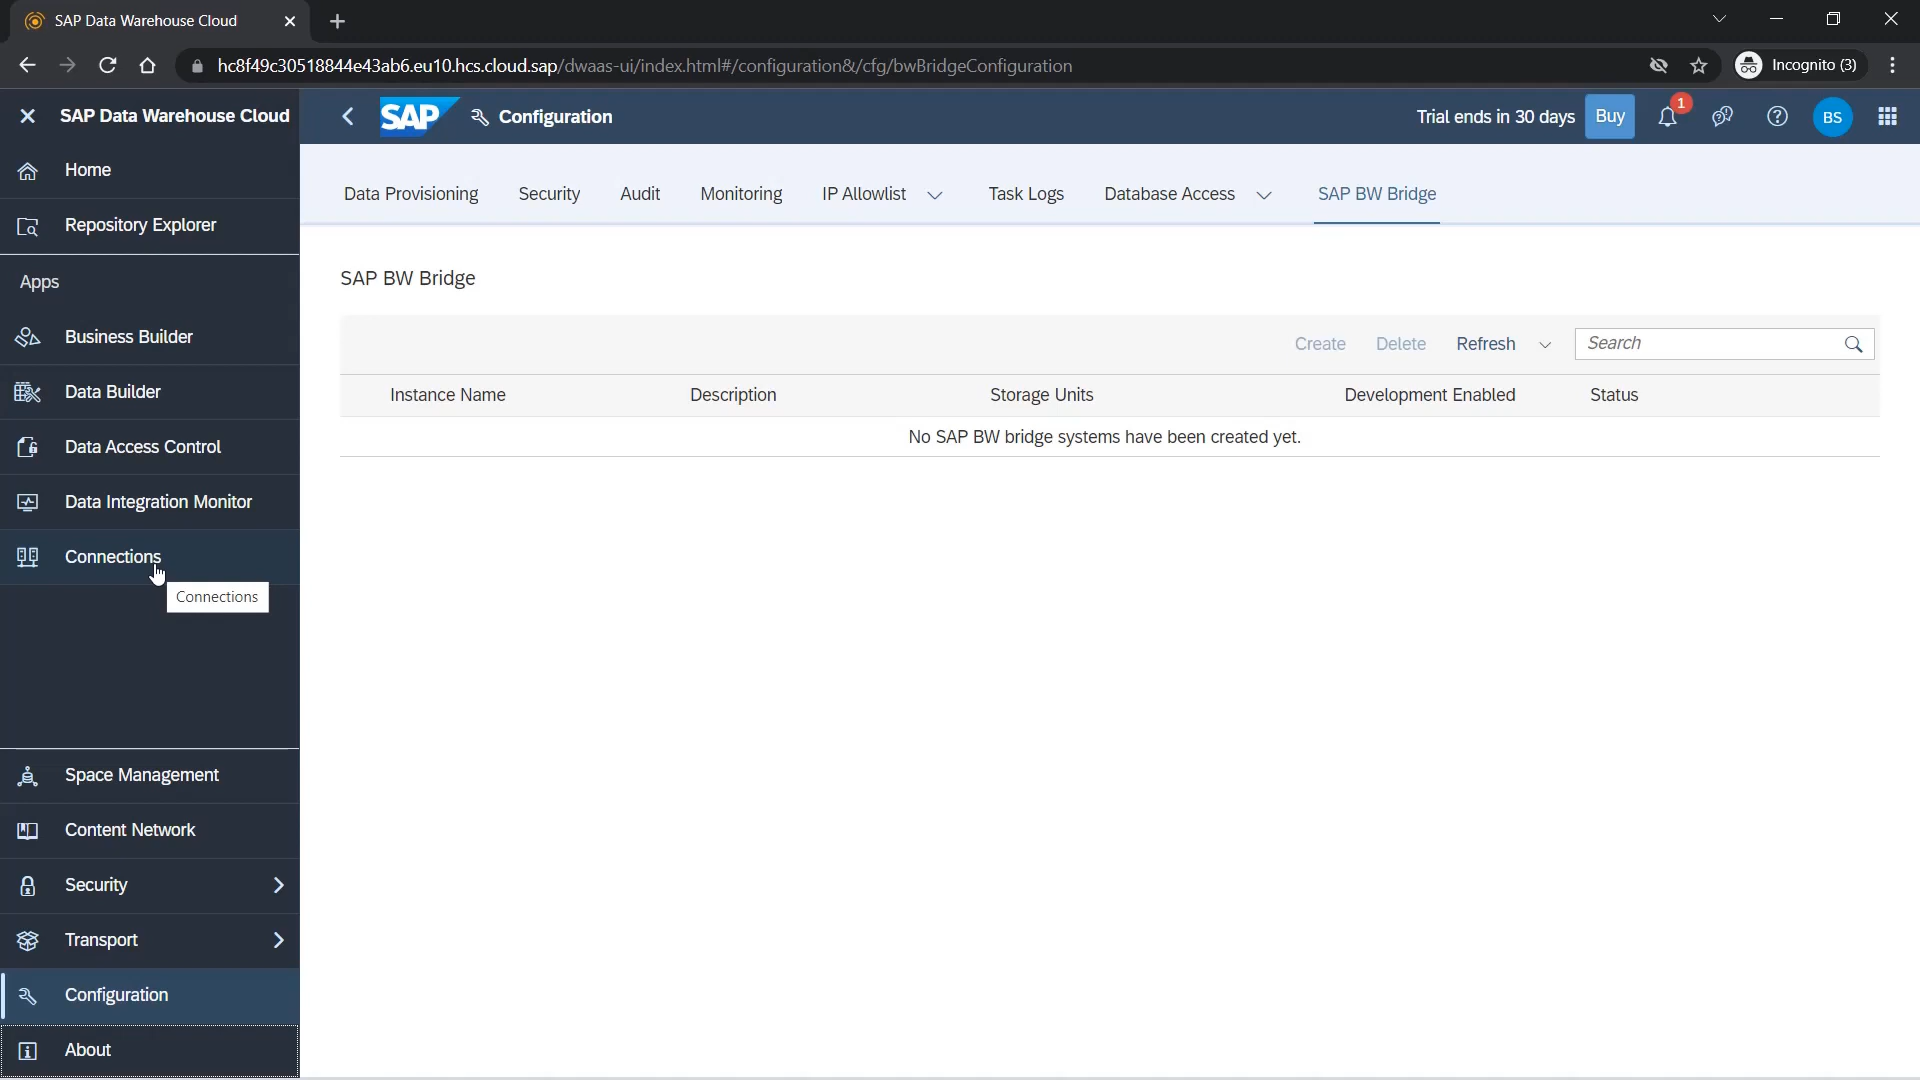 SAP Data Warehouse Cloud
hc8f49c30518844e43ab6.eu10.hcs.cloud.sap/dwaas-ui/index.html#/configuration&/cfg/bwBridgeConfiguration
Incognito (3)
SAP Data Warehouse Cloud
SAP
Configuration
Trial ends in 30 days
Buy
1
BS
Home
Repository Explorer
Apps
Business Builder
Data Builder
Data Access Control
Data Integration Monitor
Connections
Connections
Space Management
Content Network
Security
Transport
Configuration
About
Data Provisioning Security Audit Monitoring IP Allowlist Task Logs Database Access SAP BW Bridge
SAP BW Bridge
Create Delete Refresh Search
Instance Name Description Storage Units Development Enabled Status
No SAP BW bridge systems have been created yet.